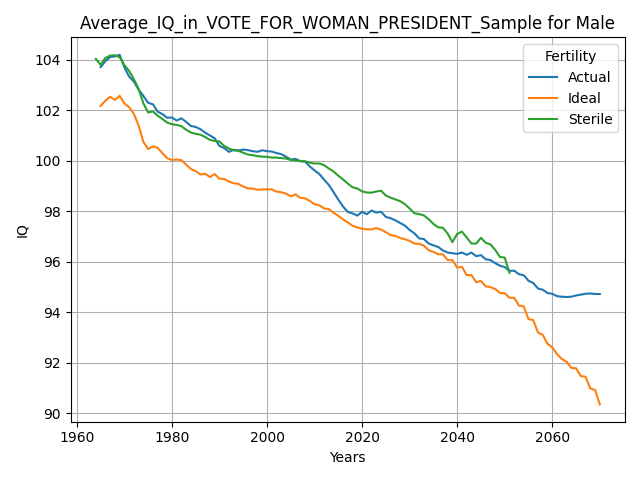 Average_IQ_in_VOTE_FOR_WOMAN_PRESIDENT_Sample for Male
Fertility
Actual
Ideal
Sterile
IQ
104
102
100
98
96
94
92
90
1960
1980
2000
2020
2040
2060
Years